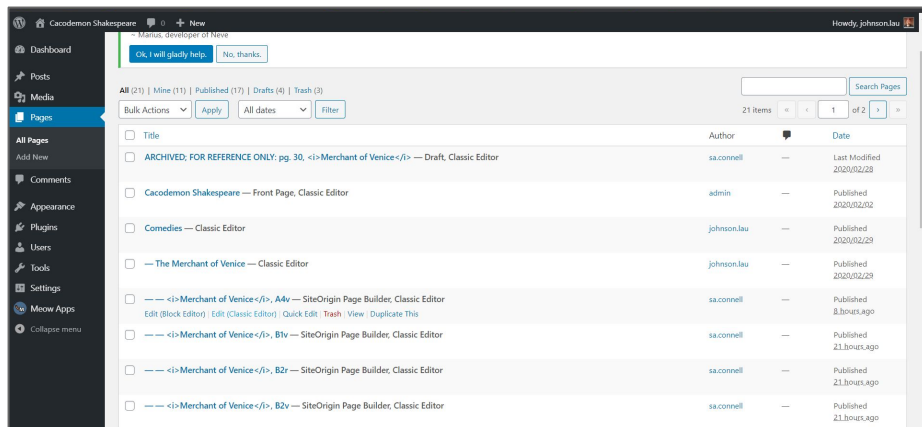 Cacodemon Shakespeare 0 + New Howdy, johnson.lau
Dashboard
Posts
Media
Pages
All Pages
Add New
Comments
Appearance
Plugins
Users
Tools
Settings
Meow Apps
Collapse menu
~ Marius, developer of Neve
Ok, I will gladly help. No, thanks.
All (21) | Mine (11) | Published (17) | Drafts (4) | Trash (3) Search Pages
Bulk Actions Apply All dates Filter 21 items « ‹ 1 of 2 › »
Title Author Date
ARCHIVED; FOR REFERENCE ONLY: pg. 30, <i>Merchant of Venice</i> — Draft, Classic Editor sa.connell — Last Modified
2020/02/28
Cacodemon Shakespeare — Front Page, Classic Editor admin — Published
2020/02/02
Comedies — Classic Editor johnson.lau — Published
2020/02/29
— The Merchant of Venice — Classic Editor johnson.lau — Published
2020/02/29
— — <i>Merchant of Venice</i>, A4v — SiteOrigin Page Builder, Classic Editor sa.connell — Published
Edit (Block Editor) | Edit (Classic Editor) | Quick Edit | Trash | View | Duplicate This 8 hours ago
— — <i>Merchant of Venice</i>, B1v — SiteOrigin Page Builder, Classic Editor sa.connell — Published
21 hours ago
— — <i>Merchant of Venice</i>, B2r — SiteOrigin Page Builder, Classic Editor sa.connell — Published
21 hours ago
— — <i>Merchant of Venice</i>, B2v — SiteOrigin Page Builder, Classic Editor sa.connell — Published
21 hours ago